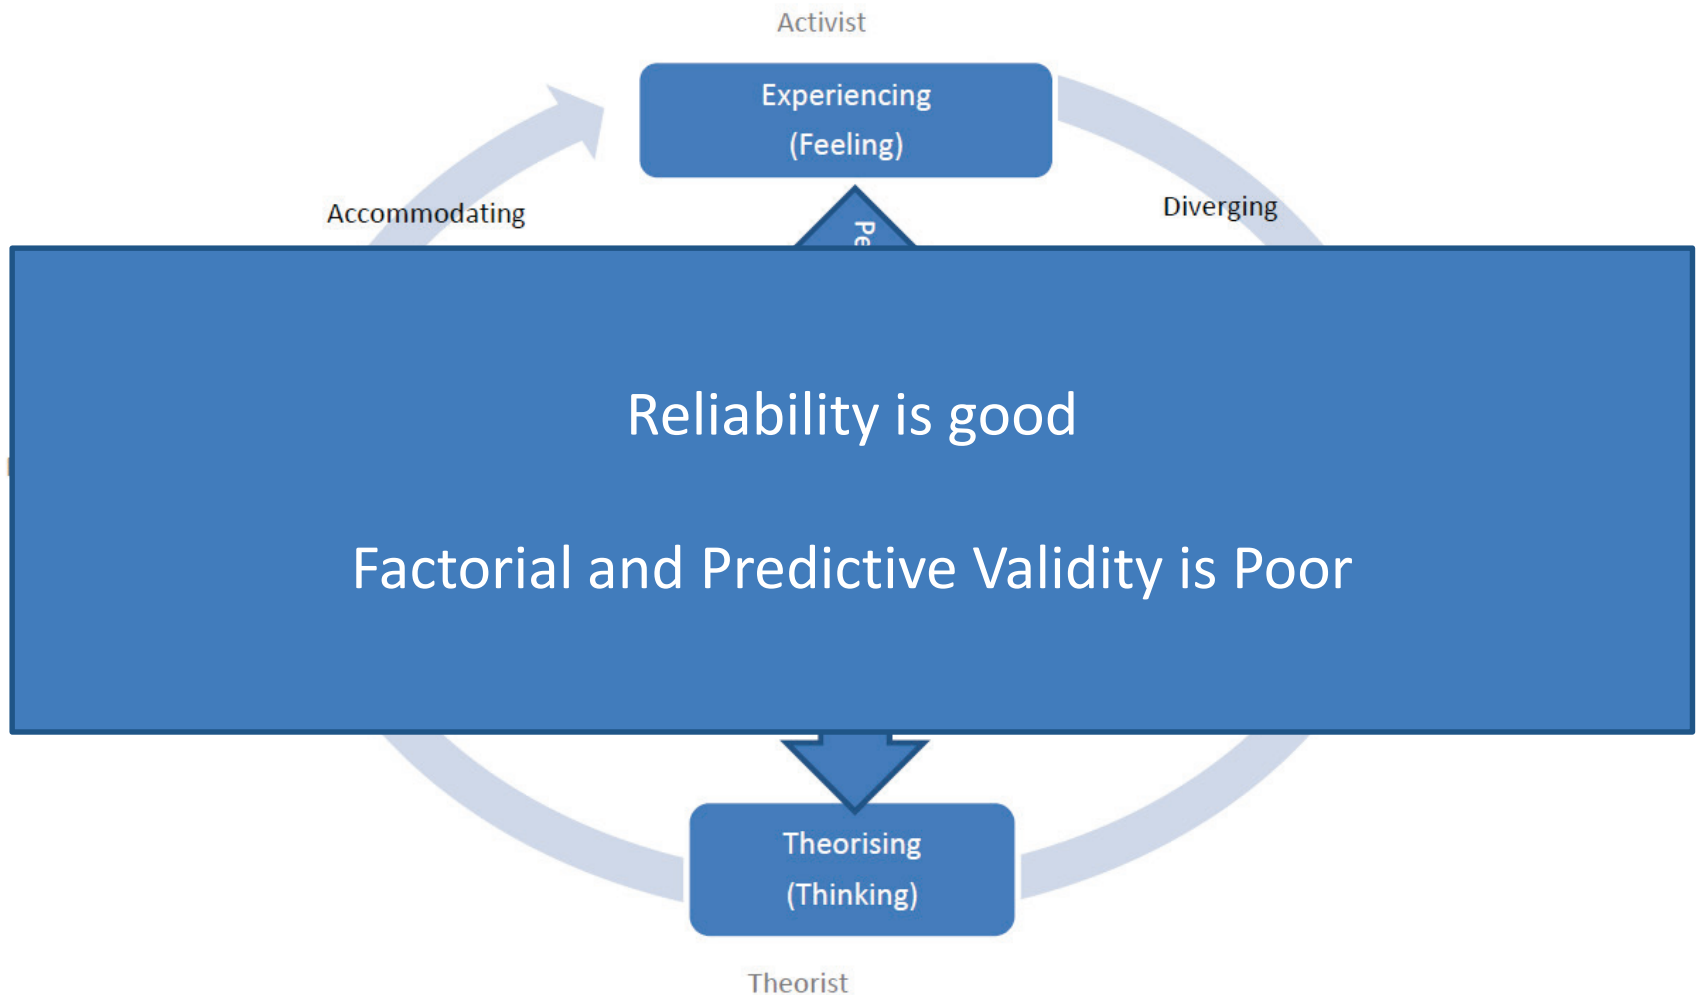 Activist
Experiencing
(Feeling)
Accommodating
Diverging
Reliability is good
Factorial and Predictive Validity is Poor
Theorising
(Thinking)
Theorist